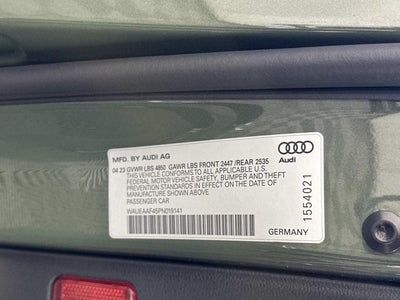 MFD. BY AUDI AG
04 23 GVWR LBS 4850 GAWR LBS FRONT 2447 /REAR 2535
THIS VEHICLE CONFORMS TO ALL APPLICABLE U.S.
FEDERAL MOTOR VEHICLE SAFETY, BUMPER AND THEFT
PREVENTION STANDARDS IN EFFECT ON THE DATE OF
MANUFACTURE SHOWN ABOVE
PASSENGER CAR
WAUEAAF45PN019141
Audi
1554021
GERMANY